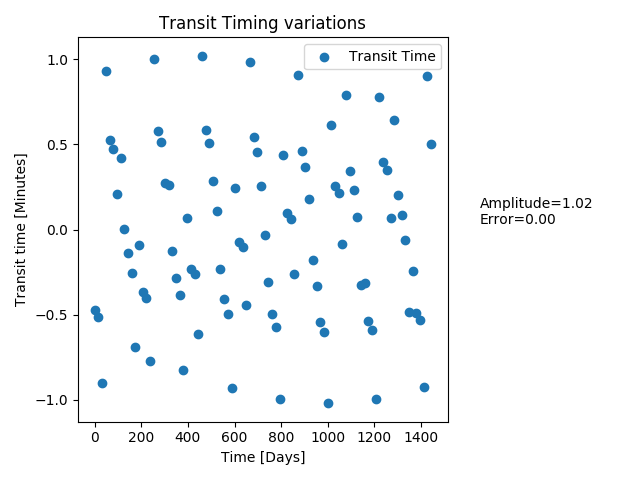 Transit Timing variations
Transit Time
1.0
0.5
0.0
−0.5
−1.0
Transit time [Minutes]
Amplitude=1.02
Error=0.00
0 200 400 600 800 1000 1200 1400
Time [Days]